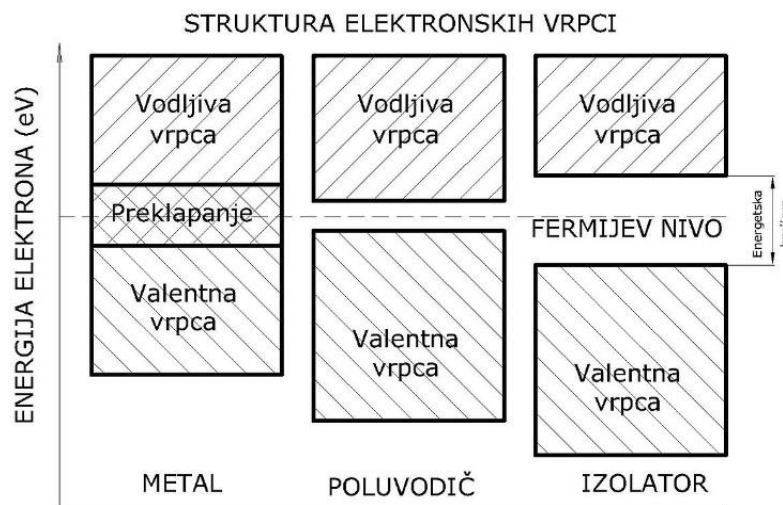 STRUKTURA ELEKTRONSKIH VRPCI
ENERGIJA ELEKTRONA (eV)
Vodljiva
vrpca
Preklapanje
Valentna
vrpca
METAL
Vodljiva
vrpca
Valentna
vrpca
POLUVODIČ
Vodljiva
vrpca
FERMIJEV NIVO
Valentna
vrpca
IZOLATOR
Energetska